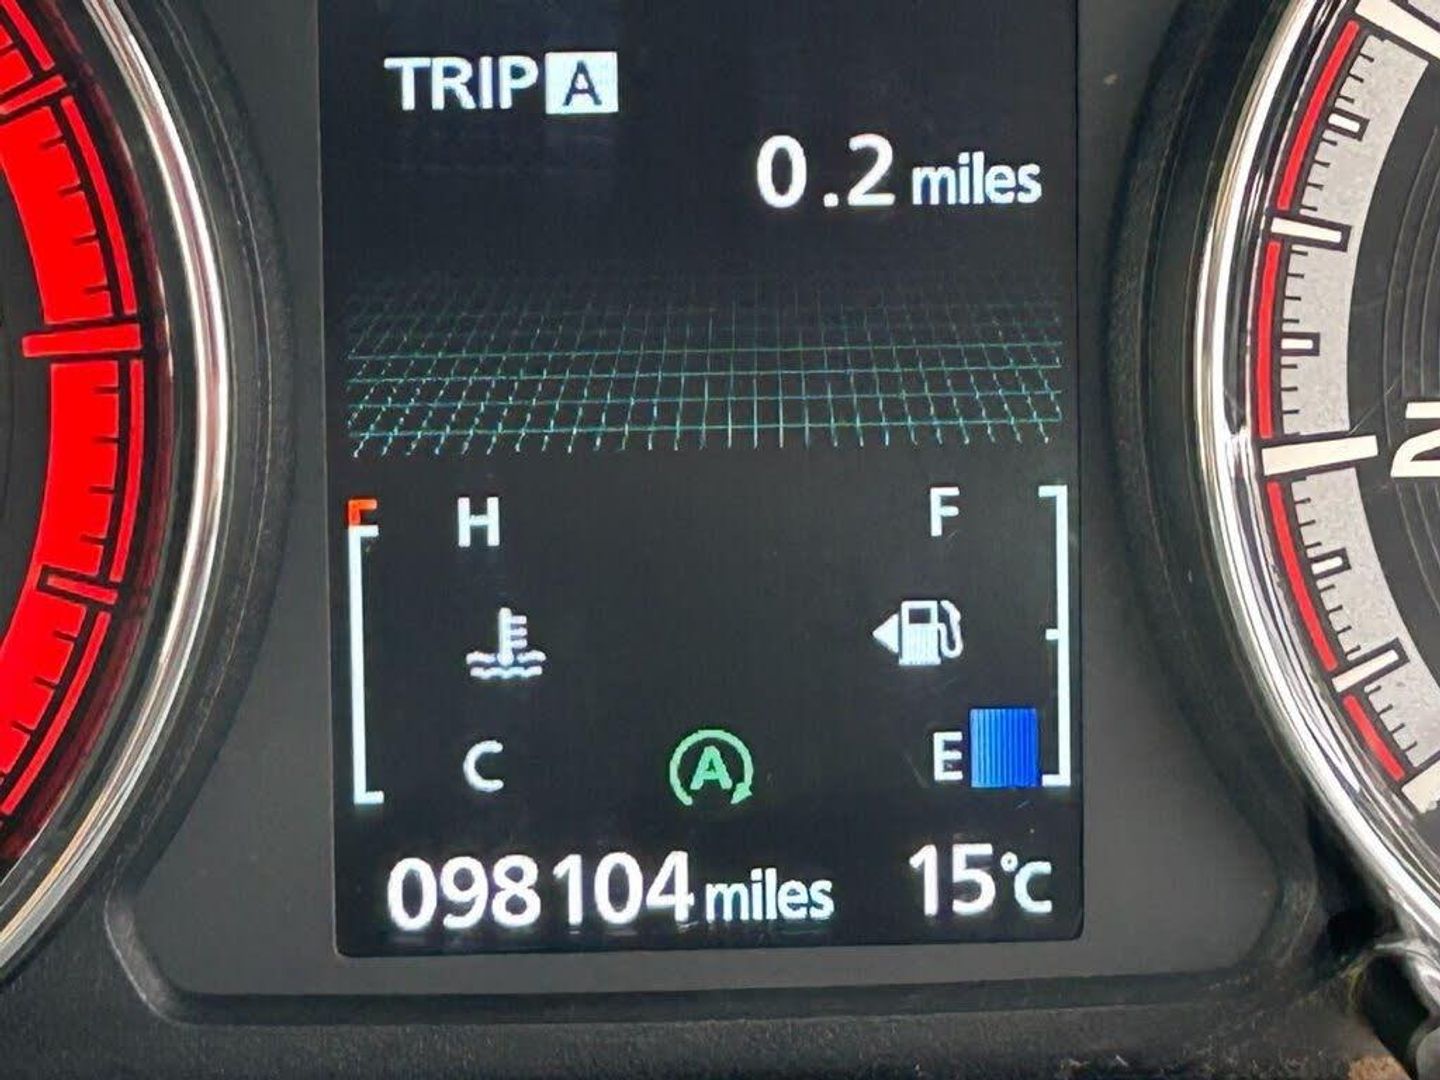 TRIP A
0.2 miles
H F
C A E
098104 miles 15°C
N